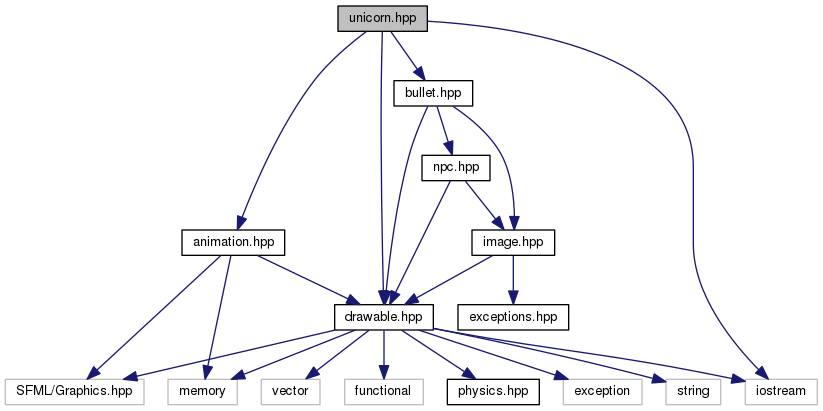 unicorn.hpp
bullet.hpp
npc.hpp
animation.hpp
image.hpp
drawable.hpp
exceptions.hpp
SFML/Graphics.hpp
memory
vector
functional
physics.hpp
exception
string
iostream